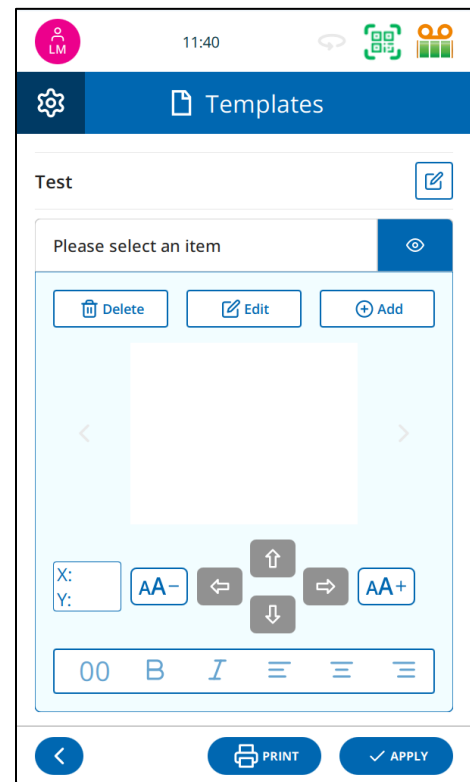 LM
11:40
Templates
Test
Please select an item
Delete
Edit
Add
X:
Y:
AA-
AA+
00 B I
PRINT
APPLY